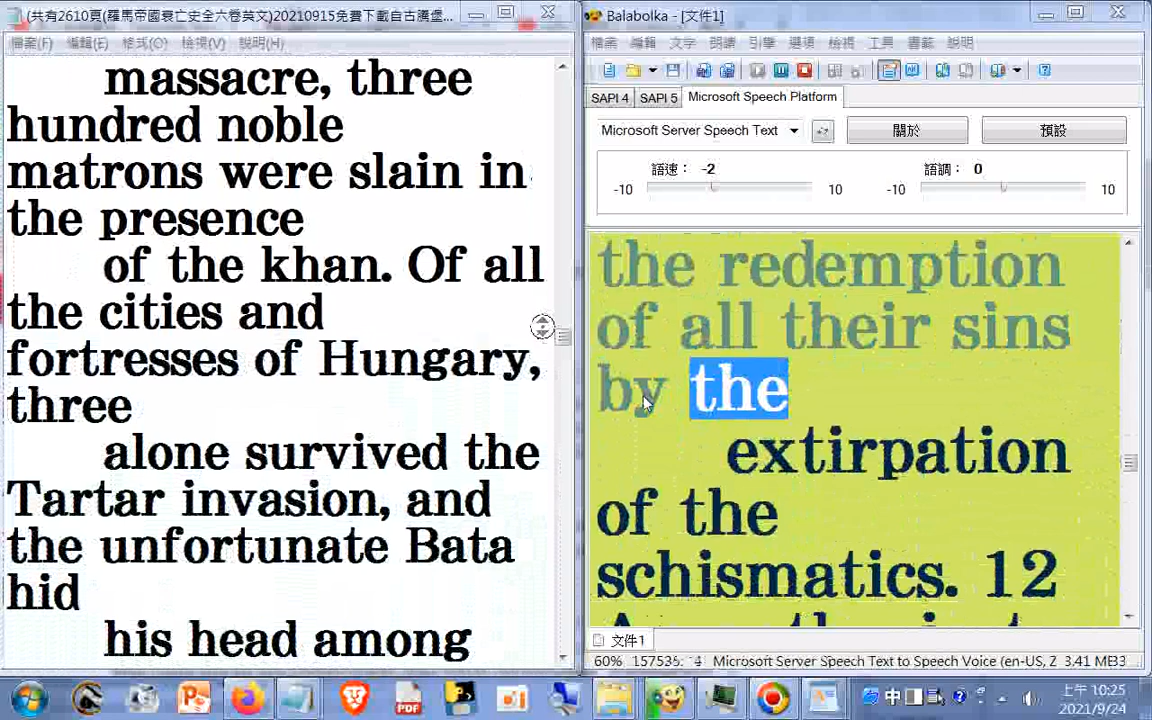 (共有2610頁(羅馬帝國衰亡史全六卷英文)20210915免費下載自古騰堡...
檔案(F) 編輯(E) 格式(O) 檢視(V) 說明(H)
massacre, three
hundred noble
matrons were slain in
the presence
of the khan. Of all
the cities and
fortresses of Hungary,
three
alone survived the
Tartar invasion, and
the unfortunate Bata
hid
his head among
Balabolka - [文件1]
檔案 編輯 文字 朗讀 引擎 選項 檢視 工具 書籤 說明
SAPI 4 SAPI 5 Microsoft Speech Platform
Microsoft Server Speech Text 關於 預設
語速： -2 語調： 0
-10 10 -10 10
the redemption
of all their sins
by the
extirpation
of the
schismatics. 12
文件1
60% Microsoft Server Speech Text to Speech Voice (en-US, Z 3.41 MB
PDF 中 上午 10:25
2021/9/24